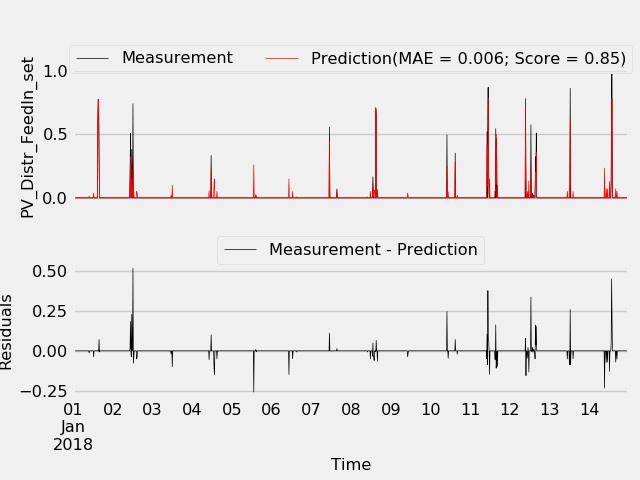 Measurement
Prediction(MAE = 0.006; Score = 0.85)
PV_Distr_FeedIn_set
1.0
0.5
0.0
Measurement - Prediction
Residuals
0.50
0.25
0.00
−0.25
01 02 03 04 05 06 07 08 09 10 11 12 13 14
Jan
2018
Time